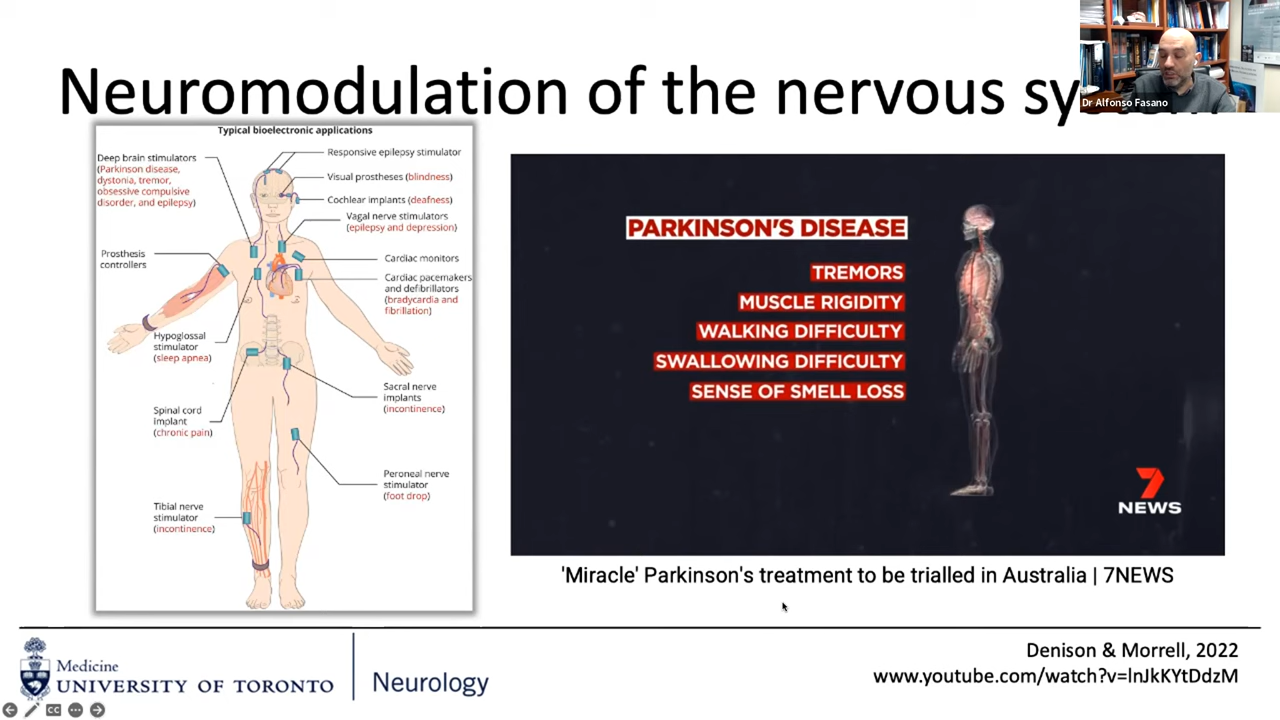 Neuromodulation of the nervous system
Dr Alfonso Fasano
Typical bioelectronic applications
Deep brain stimulators
(Parkinson disease,
dystonia, tremor,
obsessive compulsive
disorder, and epilepsy)
Prosthesis
controllers
Hypoglossal
stimulator
(sleep apnea)
Spinal cord
implant
(chronic pain)
Tibial nerve
stimulator
(incontinence)
Responsive epilepsy stimulator
Visual prostheses (blindness)
Cochlear implants (deafness)
Vagal nerve stimulators
(epilepsy and depression)
Cardiac monitors
Cardiac pacemakers
and defibrillators
(bradycardia and
fibrillation)
Sacral nerve
implants
(incontinence)
Peroneal nerve
stimulator
(foot drop)
PARKINSON'S DISEASE
TREMORS
MUSCLE RIGIDITY
WALKING DIFFICULTY
SWALLOWING DIFFICULTY
SENSE OF SMELL LOSS
7
NEWS
'Miracle' Parkinson's treatment to be trialled in Australia | 7NEWS
Medicine
UNIVERSITY OF TORONTO
Neurology
Denison & Morrell, 2022
www.youtube.com/watch?v=lnJkKYtDdzM
CC